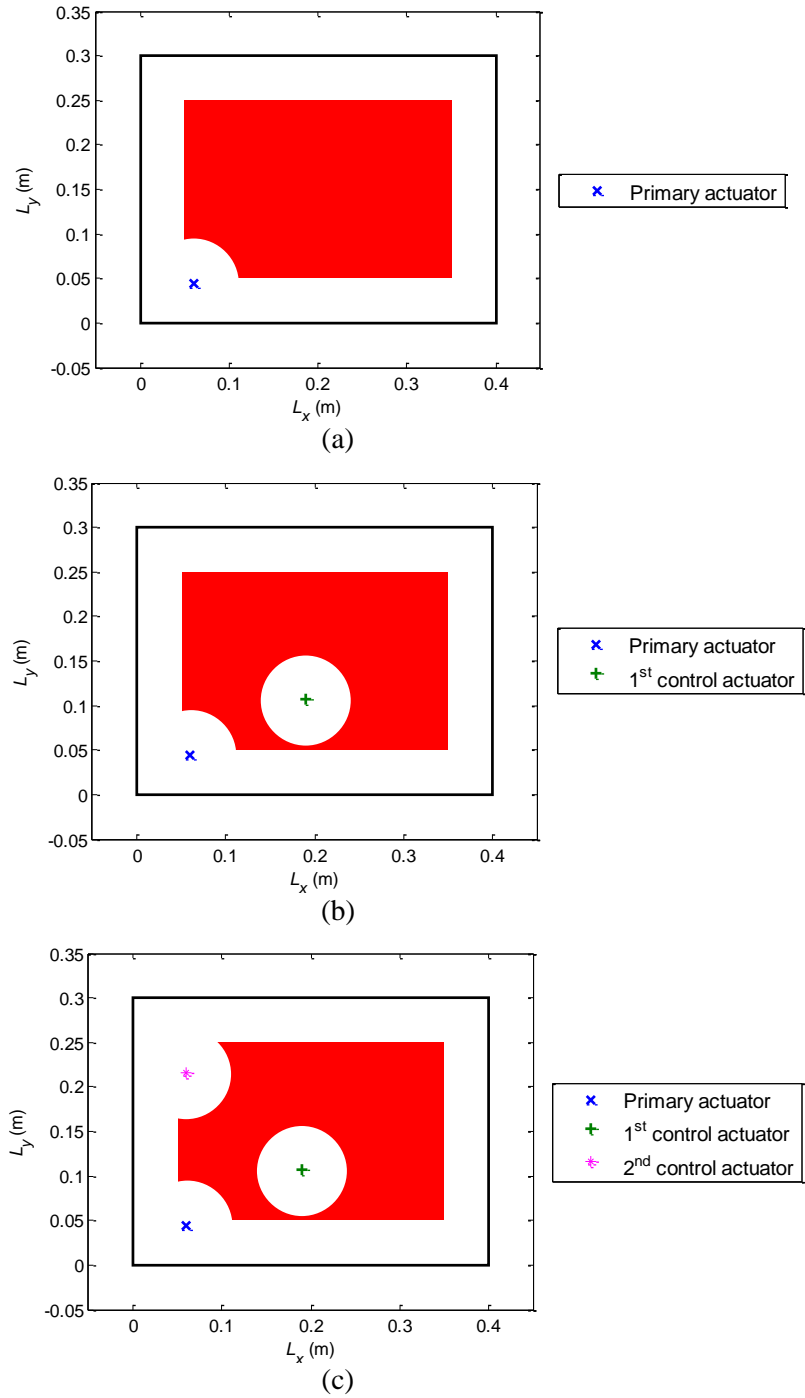 0.35
0.3
0.25
0.2
0.15
0.1
0.05
0
-0.05
L_y (m)
0 0.1 0.2 0.3 0.4
L_x (m)
Primary actuator
(a)
0.35
0.3
0.25
0.2
0.15
0.1
0.05
0
-0.05
L_y (m)
0 0.1 0.2 0.3 0.4
L_x (m)
Primary actuator
1st control actuator
(b)
0.35
0.3
0.25
0.2
0.15
0.1
0.05
0
-0.05
L_y (m)
0 0.1 0.2 0.3 0.4
L_x (m)
Primary actuator
1st control actuator
2nd control actuator
(c)